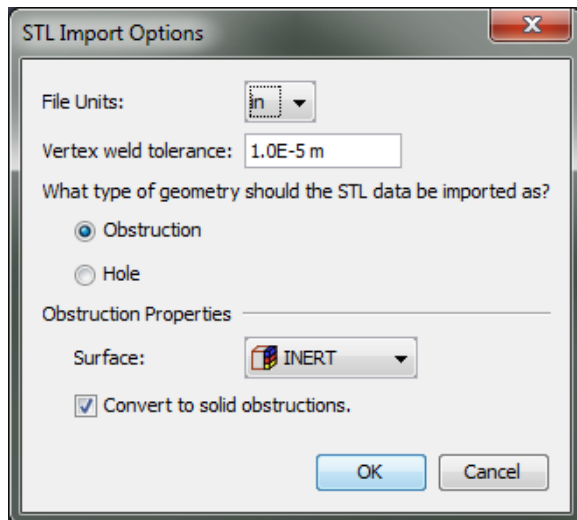 STL Import Options
File Units: in
Vertex weld tolerance: 1.0E-5 m
What type of geometry should the STL data be imported as?
Obstruction
Hole
Obstruction Properties
Surface: INERT
Convert to solid obstructions.
OK Cancel